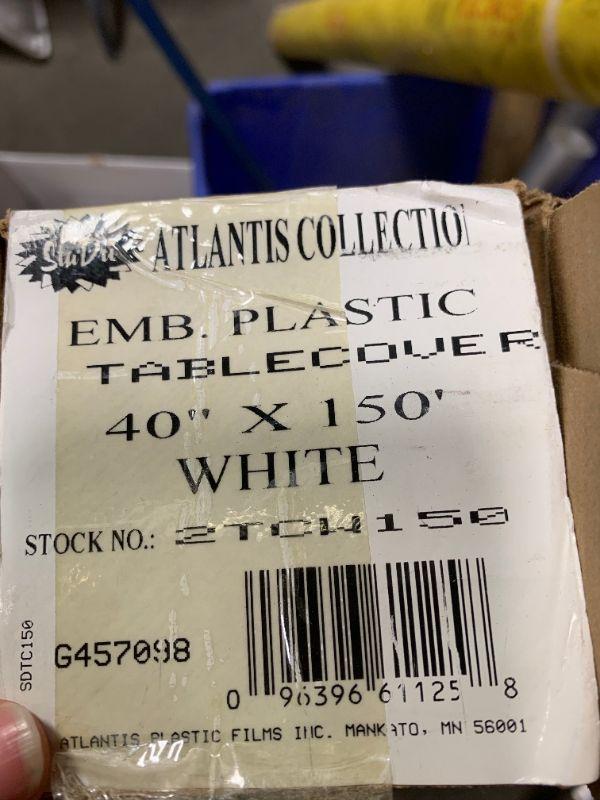 ATLANTIS COLLECTION
EMB. PLASTIC
TABLECOVER
40" X 150'
WHITE
STOCK NO.: 2TCW150
SDTC150
G457098
0 96396 61125 8
ATLANTIS PLASTIC FILMS INC. MANKATO, MN 56001